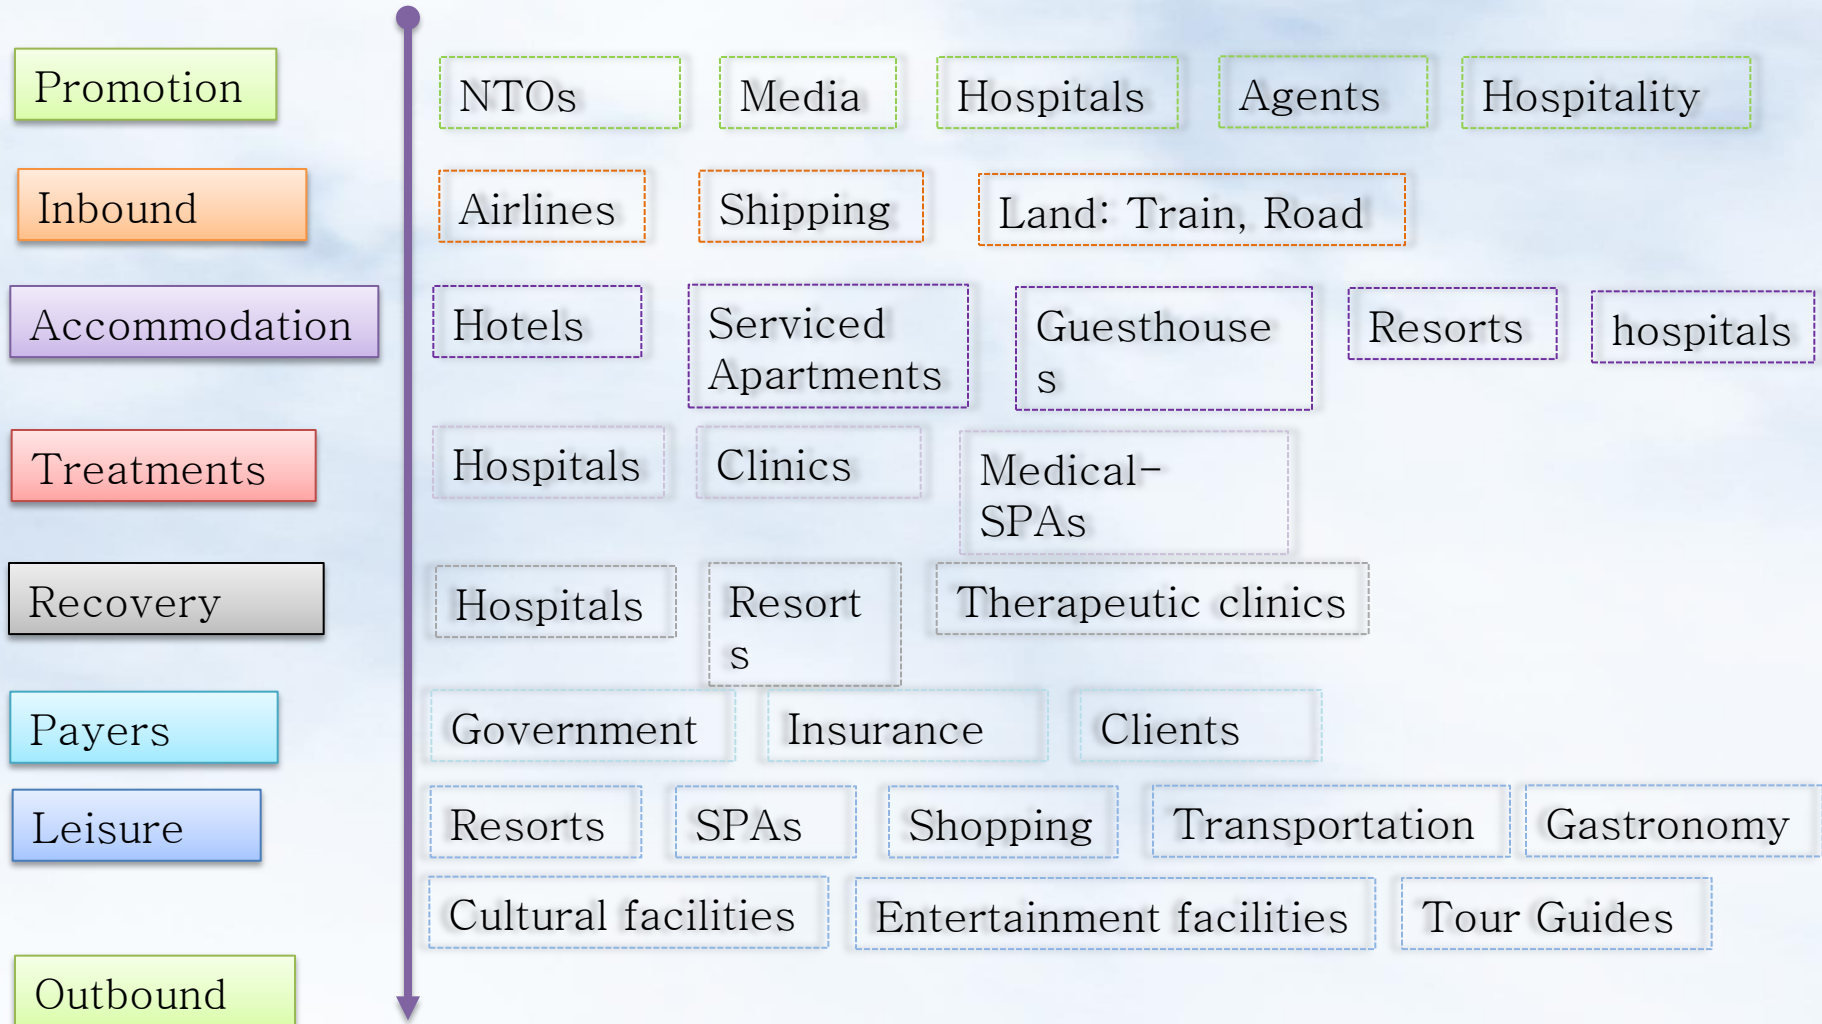 Promotion
NTOs
Media
Hospitals
Agents
Hospitality
Inbound
Airlines
Shipping
Land: Train, Road
Accommodation
Hotels
Serviced
Apartments
Guesthouse
s
Resorts
hospitals
Treatments
Hospitals
Clinics
Medical-
SPAs
Recovery
Hospitals
Resort
s
Therapeutic clinics
Payers
Government
Insurance
Clients
Leisure
Resorts
SPAs
Shopping
Transportation
Gastronomy
Cultural facilities
Entertainment facilities
Tour Guides
Outbound